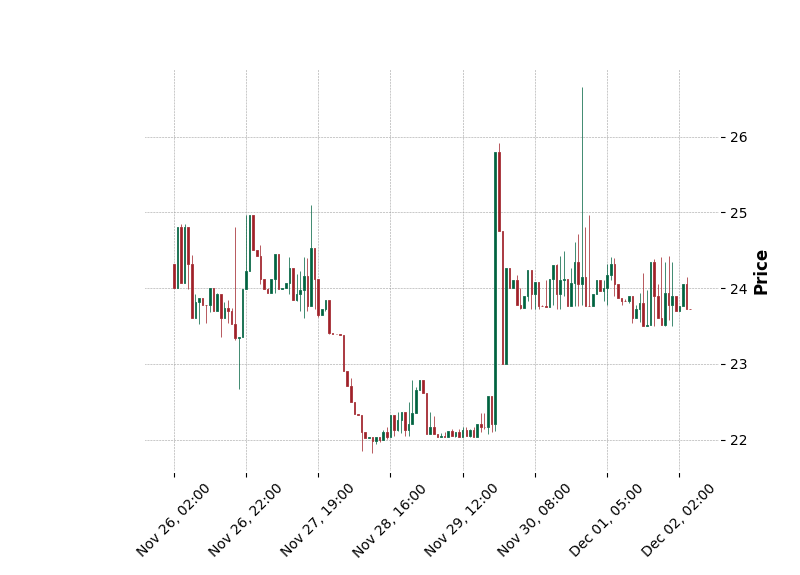 26
25
24
23
22
Price
Nov 26, 02:00
Nov 26, 22:00
Nov 27, 19:00
Nov 28, 16:00
Nov 29, 12:00
Nov 30, 08:00
Dec 01, 05:00
Dec 02, 02:00